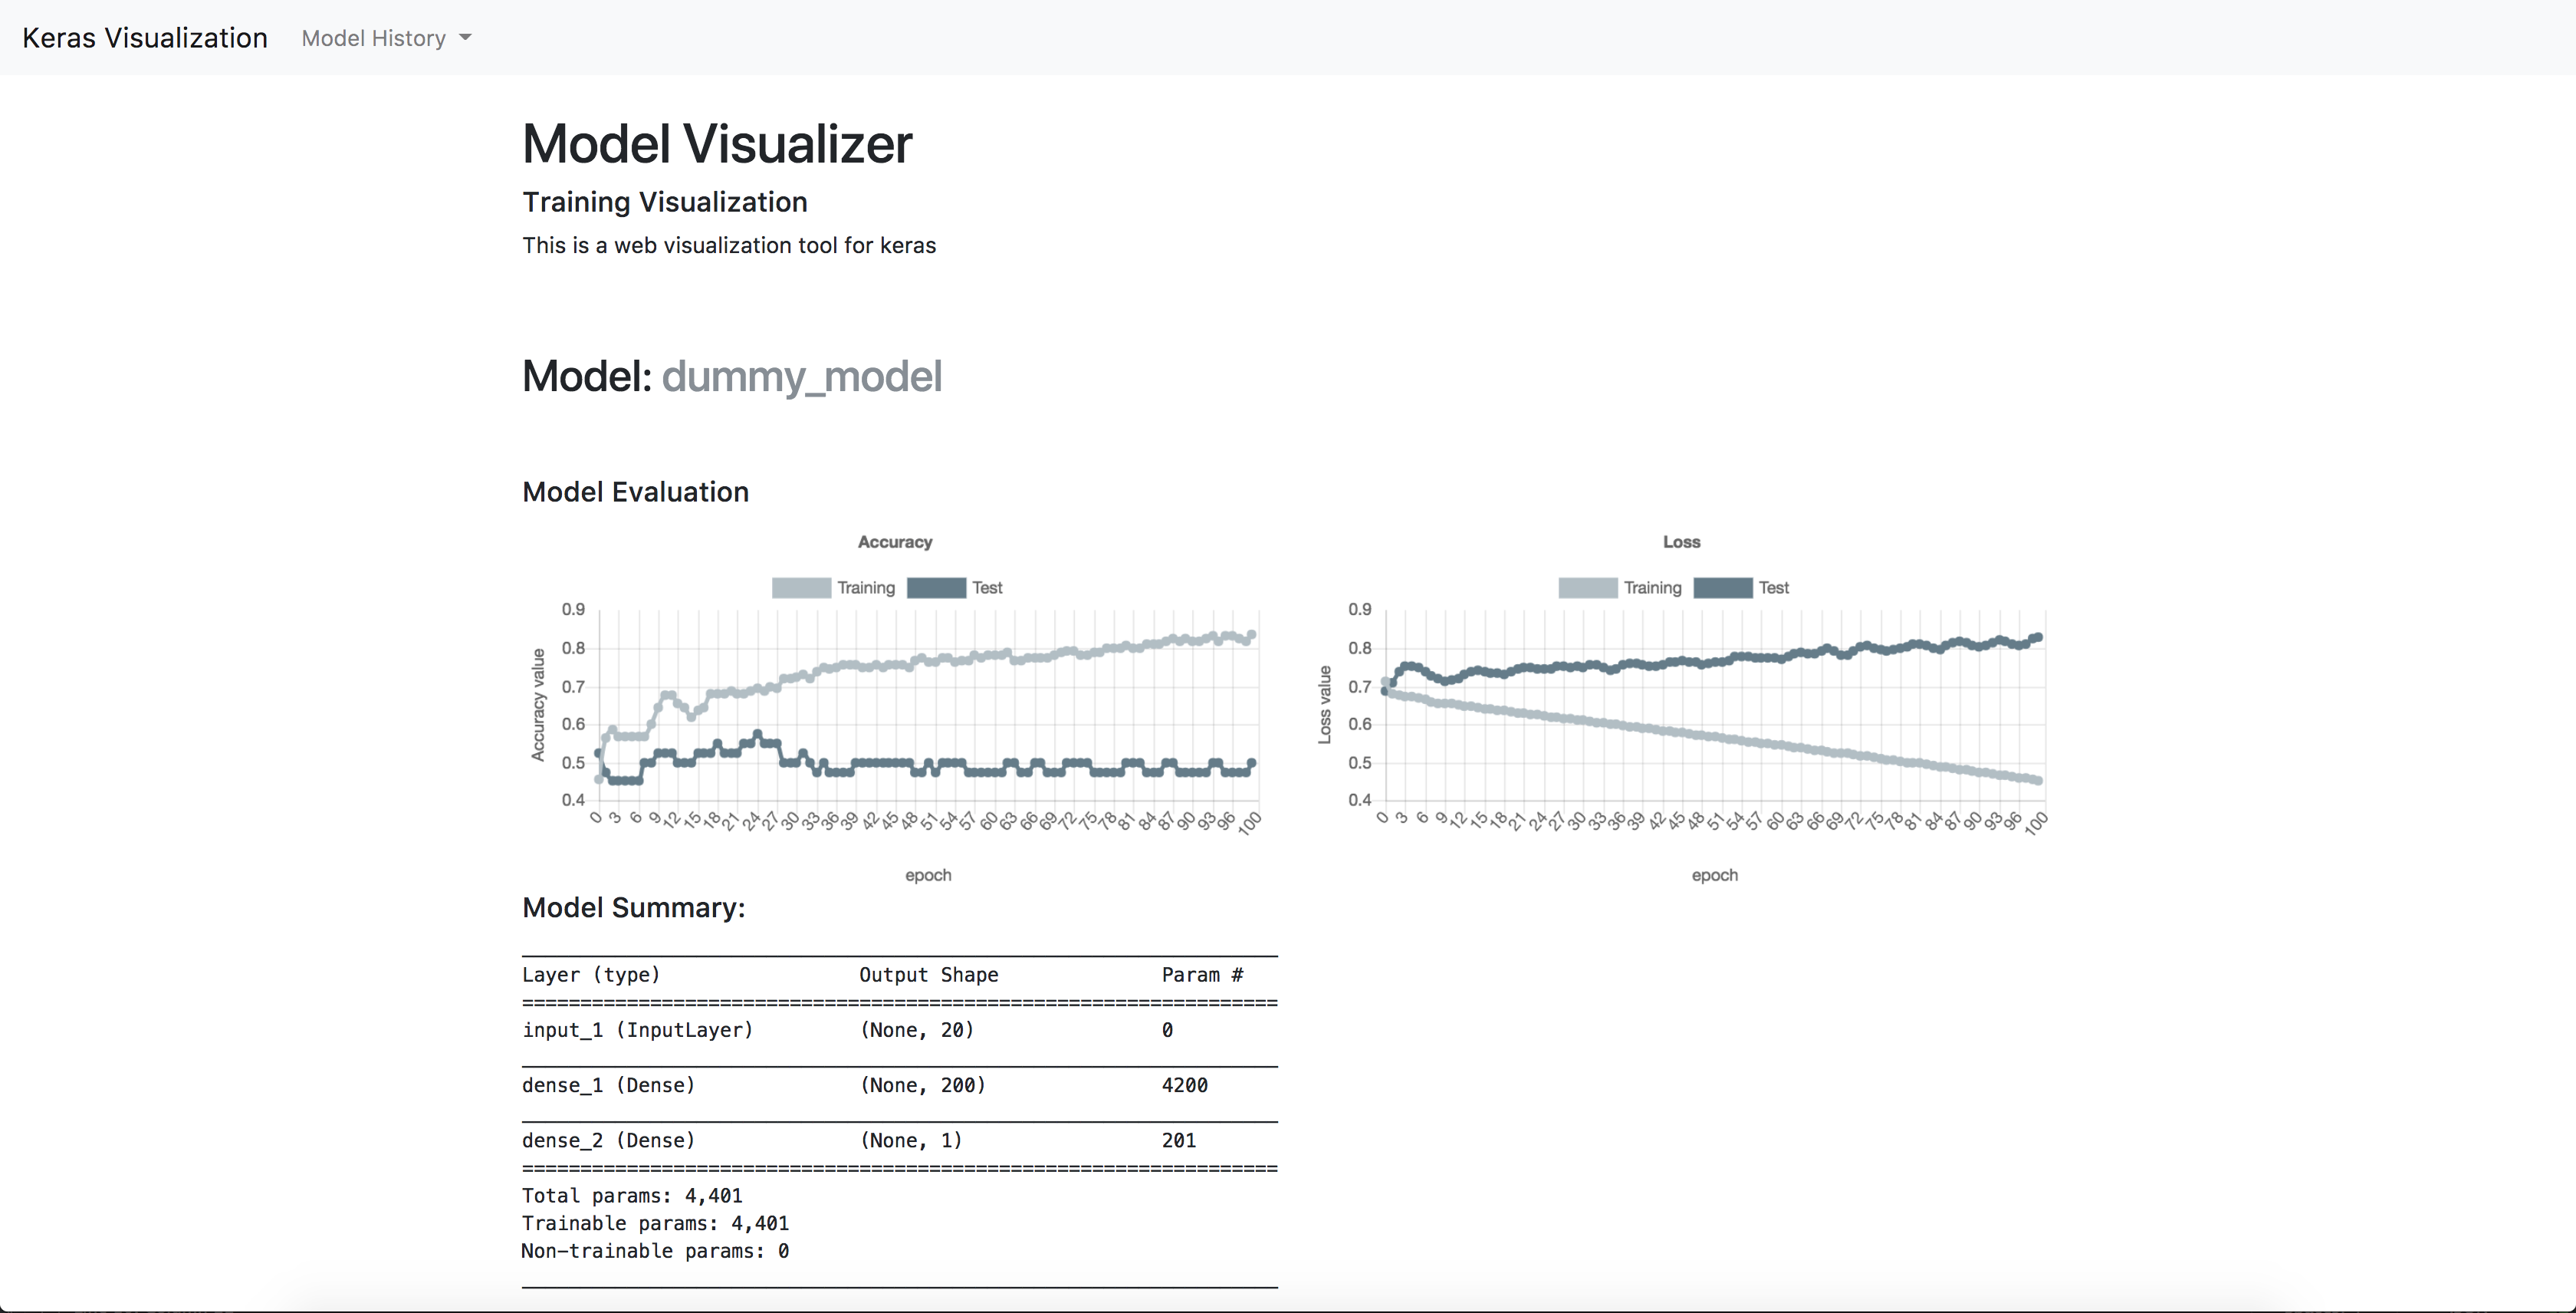 Keras Visualization Model History
Model Visualizer
Training Visualization
This is a web visualization tool for keras
Model: dummy_model
Model Evaluation
Accuracy
Training Test
0.9
0.8
0.7
0.6
0.5
0.4
Accuracy value
0 3 6 9 12 15 18 21 24 27 30 33 36 39 42 45 48 51 54 57 60 63 66 69 72 75 78 81 84 87 90 93 96 100
epoch
Loss
Training Test
0.9
0.8
0.7
0.6
0.5
0.4
Loss value
0 3 6 9 12 15 18 21 24 27 30 33 36 39 42 45 48 51 54 57 60 63 66 69 72 75 78 81 84 87 90 93 96 100
epoch
Model Summary:
Layer (type) Output Shape Param #
=================================================================
input_1 (InputLayer) (None, 20) 0
dense_1 (Dense) (None, 200) 4200
dense_2 (Dense) (None, 1) 201
=================================================================
Total params: 4,401
Trainable params: 4,401
Non-trainable params: 0